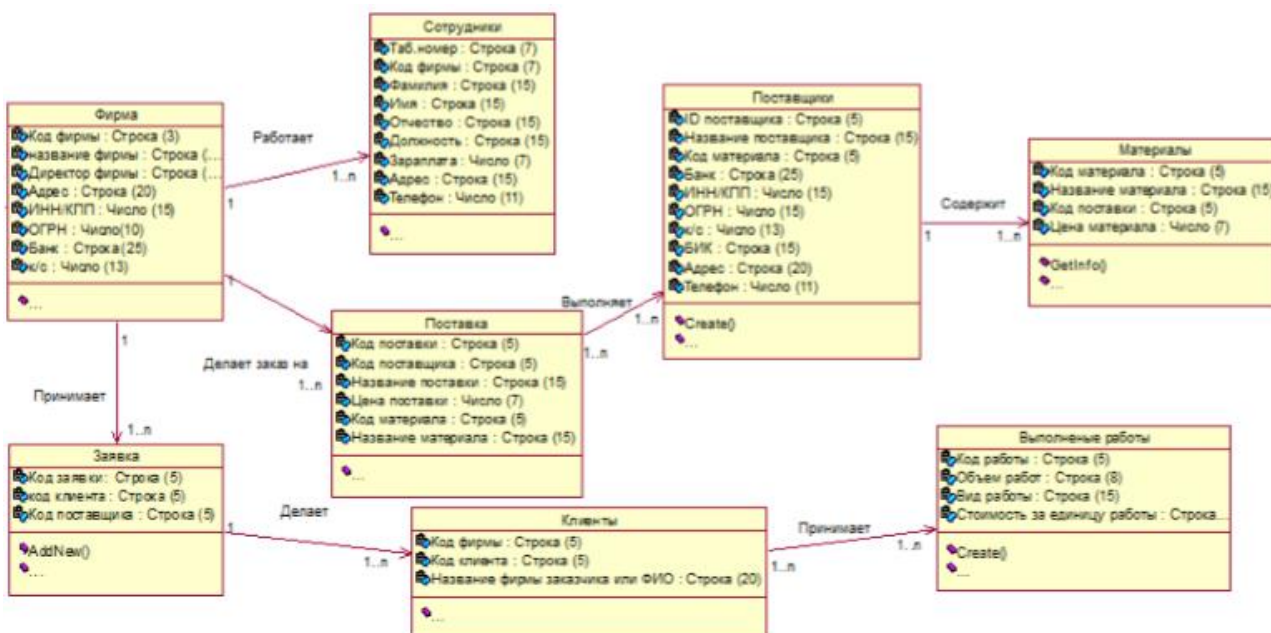 Сотрудники
Таб.номер : Строка (7)
Код фирмы : Строка (7)
Фамилия : Строка (15)
Имя : Строка (15)
Отчество : Строка (15)
Должность : Строка (15)
Зараплата : Число (7)
Адрес : Строка (15)
Телефон : Число (11)
...
Фирма
Код фирмы : Строка (3)
название фирмы : Строка (...
Директор фирмы : Строка (...
Адрес : Строка (20)
ИНН/КПП : Число (15)
ОГРН : Число(10)
Банк : Строка(25)
к/с : Число (13)
...
Работает
1
1..n
Поставщики
ID поставщика : Строка (5)
Название поставщика : Строка (15)
Код материала : Строка (5)
Банк : Строка (25)
ИНН/КПП : Число (15)
ОГРН : Число (15)
к/с : Число (13)
БИК : Строка (15)
Адрес : Строка (20)
Телефон : Число (11)
Create()
...
Содержит
1
1..n
Материалы
Код материала : Строка (5)
Название материала : Строка (15)
Код поставки : Строка (5)
Цена материала : Число (7)
GetInfo()
...
1
Делает заказ на
1..n
Поставка
Код поставки : Строка (5)
Код поставщика : Строка (5)
Название поставки : Строка (15)
Цена поставки : Число (7)
Код материала : Строка (5)
Название материала : Строка (15)
...
Выполняет
1..n
1..n
1
Принимает
1..n
Заявка
Код заявки: Строка (5)
код клиента : Строка (5)
Код поставщика : Строка (5)
AddNew()
...
Делает
1
1..n
Клиенты
Код фирмы : Строка (5)
Код клиента : Строка (5)
Название фирмы заказчика или ФИО : Строка (20)
...
Принимает
1..n
1..n
Выполненые работы
Код работы : Строка (5)
Объем работ : Строка (8)
Вид работы : Строка (15)
Стоимость за единицу работы : Строка...
Create()
...